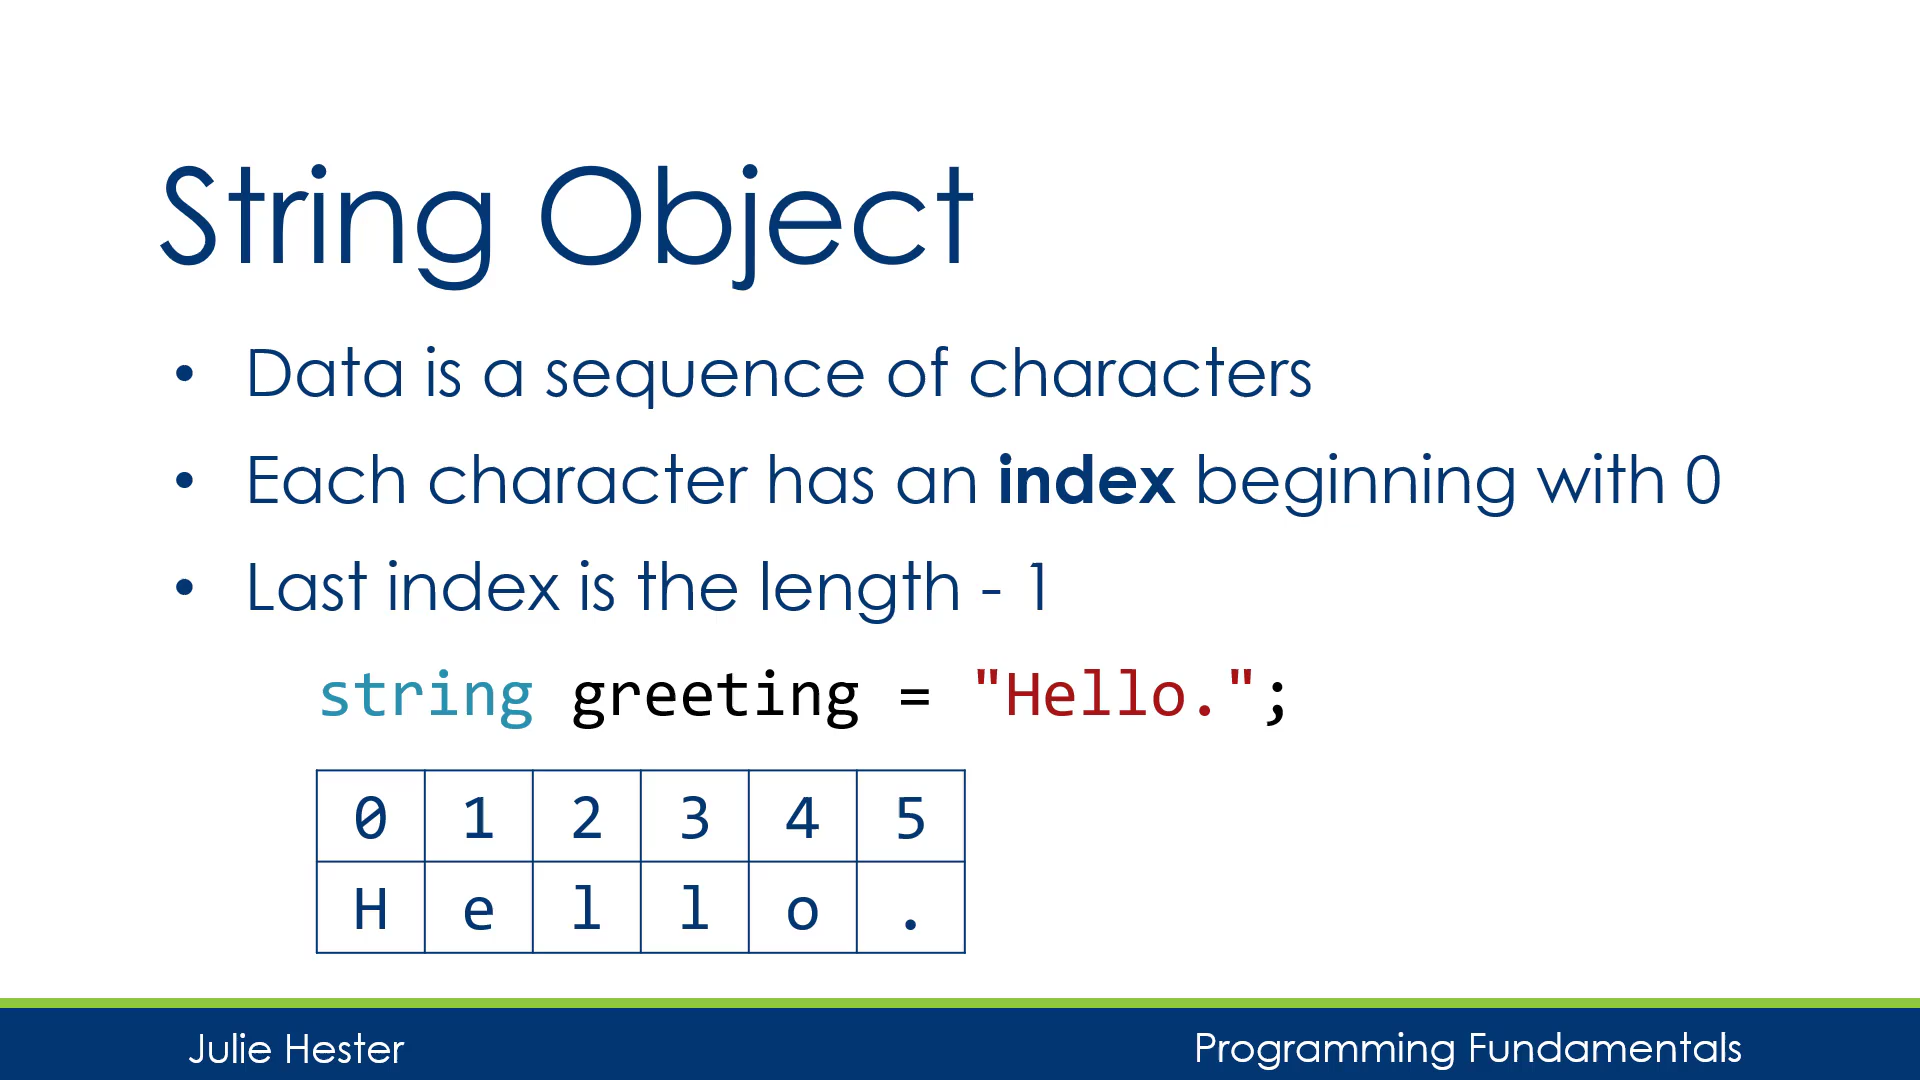 String Object
• Data is a sequence of characters
• Each character has an index beginning with 0
• Last index is the length - 1
string greeting = "Hello.";
0 1 2 3 4 5
H e l l o .
Julie Hester
Programming Fundamentals